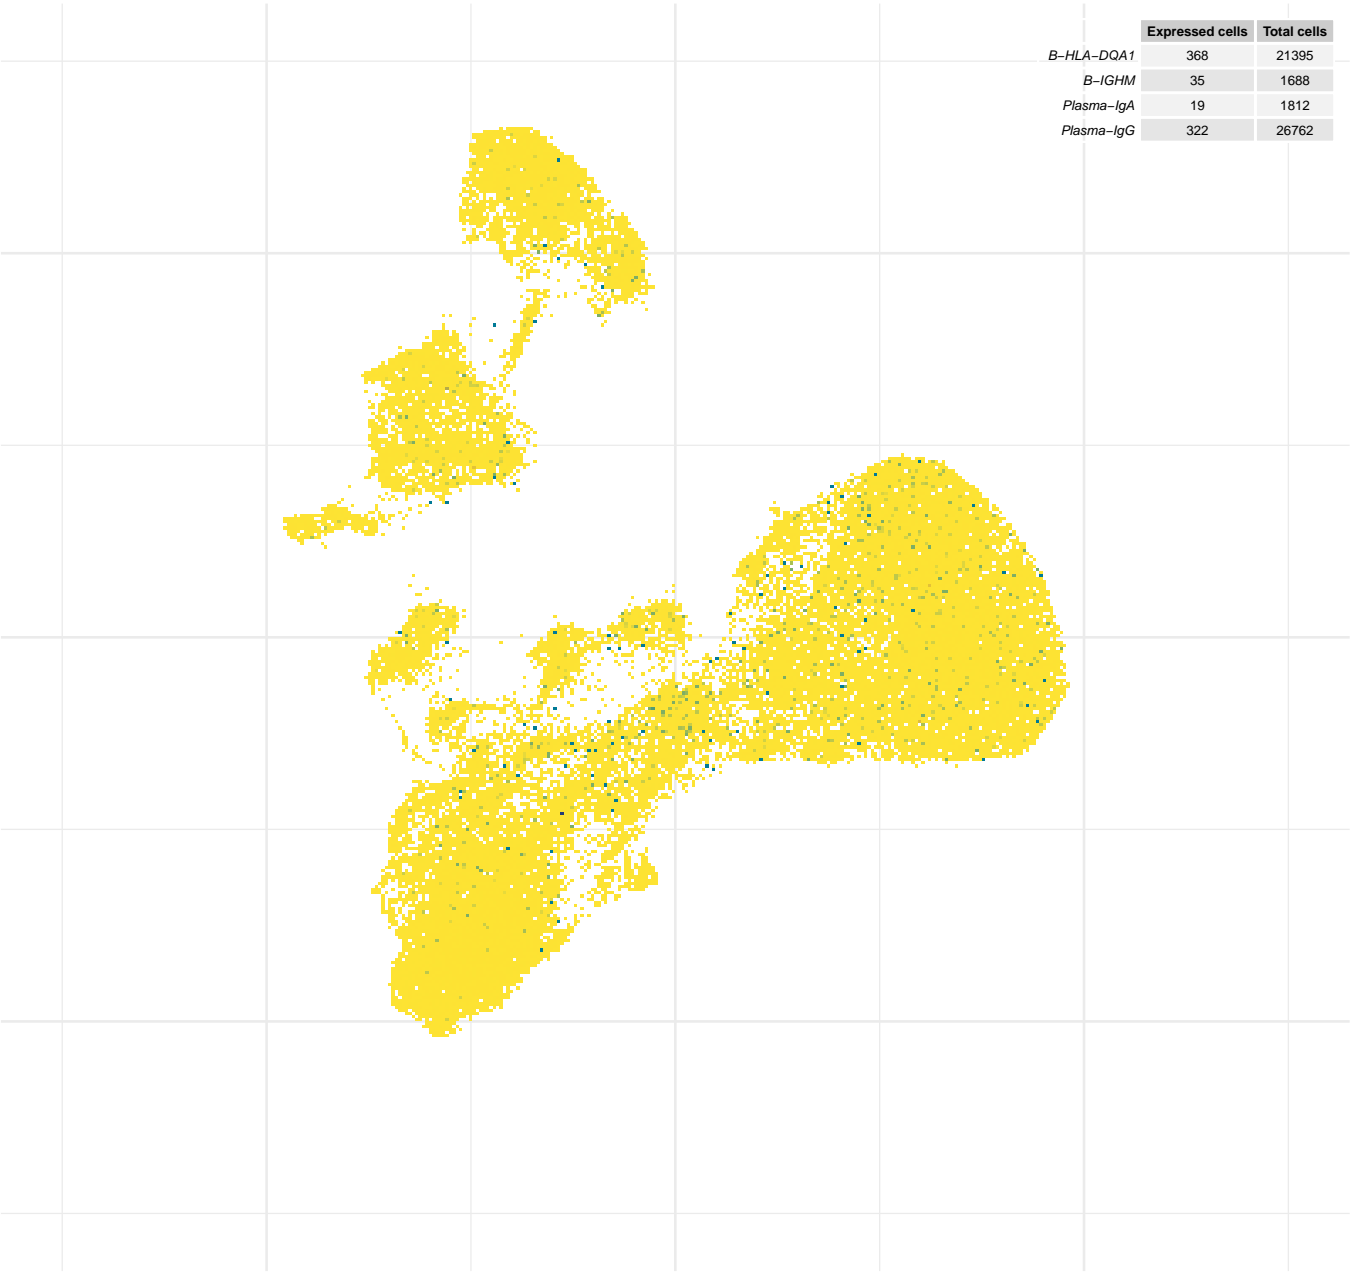 Expressed cells Total cells
B−HLA−DQA1 368 21395
B−IGHM 35 1688
Plasma−IgA 19 1812
Plasma−IgG 322 26762